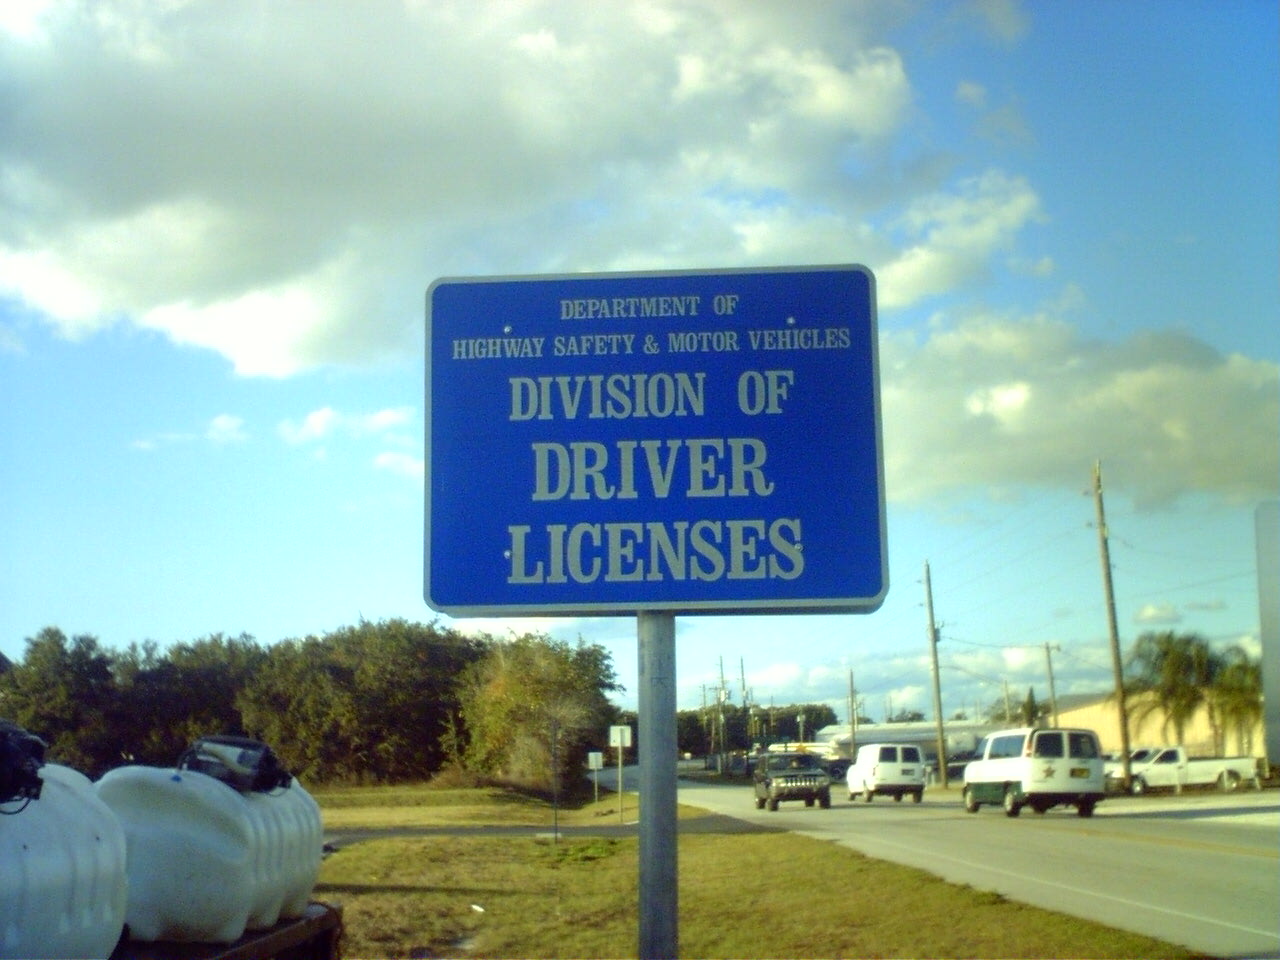 DEPARTMENT OF
HIGHWAY SAFETY & MOTOR VEHICLES
DIVISION OF
DRIVER
LICENSES